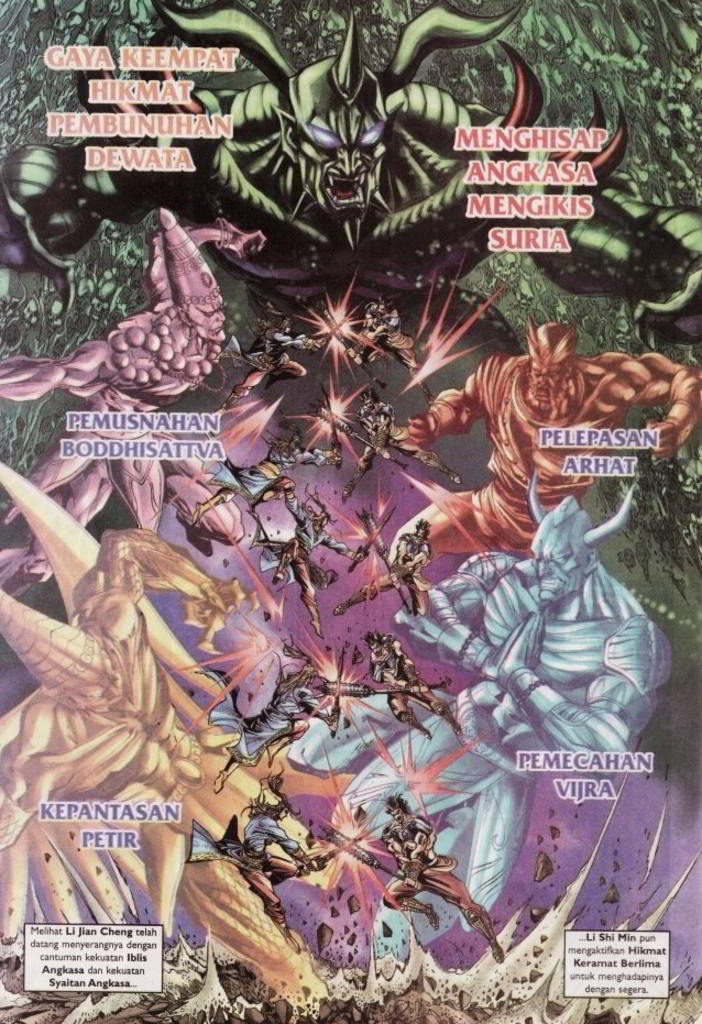 GAYA KEEMPAT
HIKMAT
PEMBUNUHAN
DEWATA
MENGHISAP
ANGKASA
MENGIKIS
SURIA
PEMUSNAHAN
BODDHISATTVA
PELEPASAN
ARHAT
PEMECAHAN
VIJRA
KEPANTASAN
PETIR
Melihat Li Jian Cheng telah
datang menyerangnya dengan
cantuman kekuatan Iblis
Angkasa dan kekuatan
Syaitan Angkasa...
...Li Shi Min pun
mengaktifkan Hikmat
Keramat Berlima
untuk menghadapinya
dengan segera.